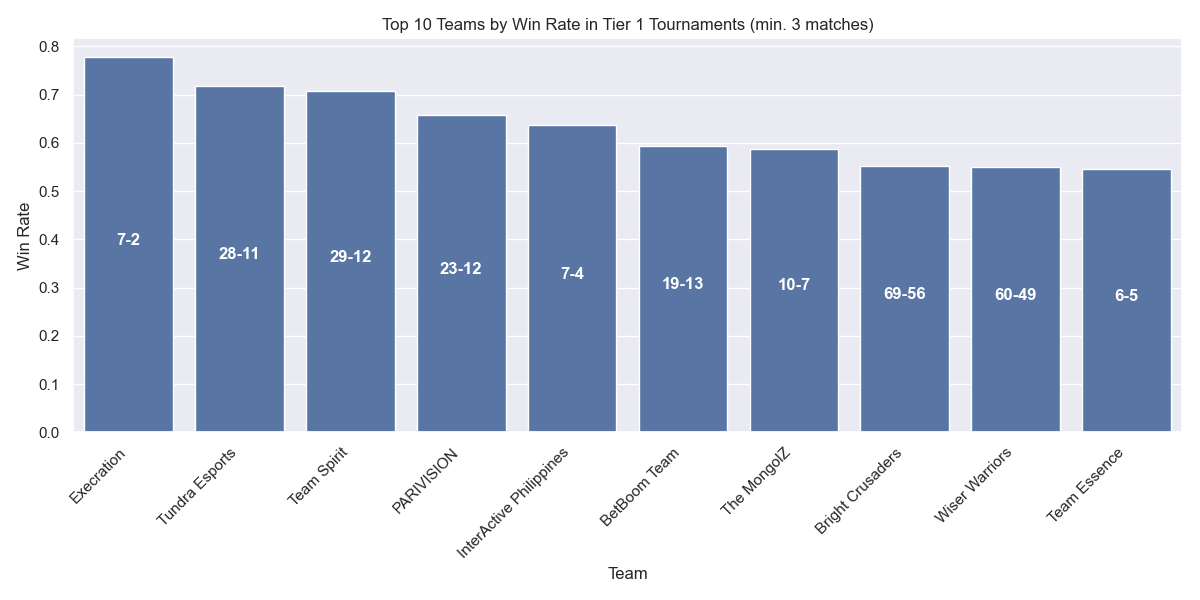 Top 10 Teams by Win Rate in Tier 1 Tournaments (min. 3 matches)
Win Rate
0.8
0.7
0.6
0.5
0.4
0.3
0.2
0.1
0.0
7-2
28-11
29-12
23-12
7-4
19-13
10-7
69-56
60-49
6-5
Execration
Tundra Esports
Team Spirit
PARIVISION
InterActive Philippines
BetBoom Team
The MongolZ
Bright Crusaders
Wiser Warriors
Team Essence
Team